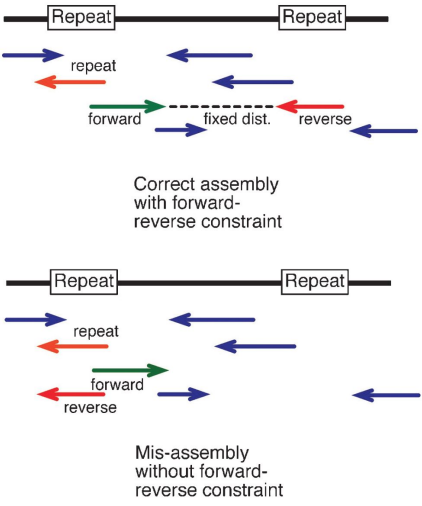 Repeat Repeat
repeat
forward fixed dist. reverse
Correct assembly
with forward-
reverse constraint
Repeat Repeat
repeat
forward
reverse
Mis-assembly
without forward-
reverse constraint